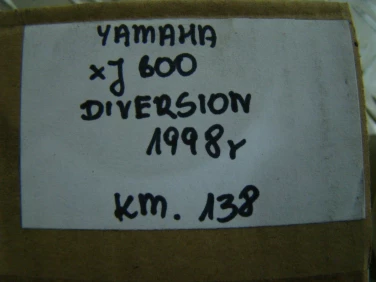 YAMAHA
XJ 600
DIVERSION
1998r
KM. 138